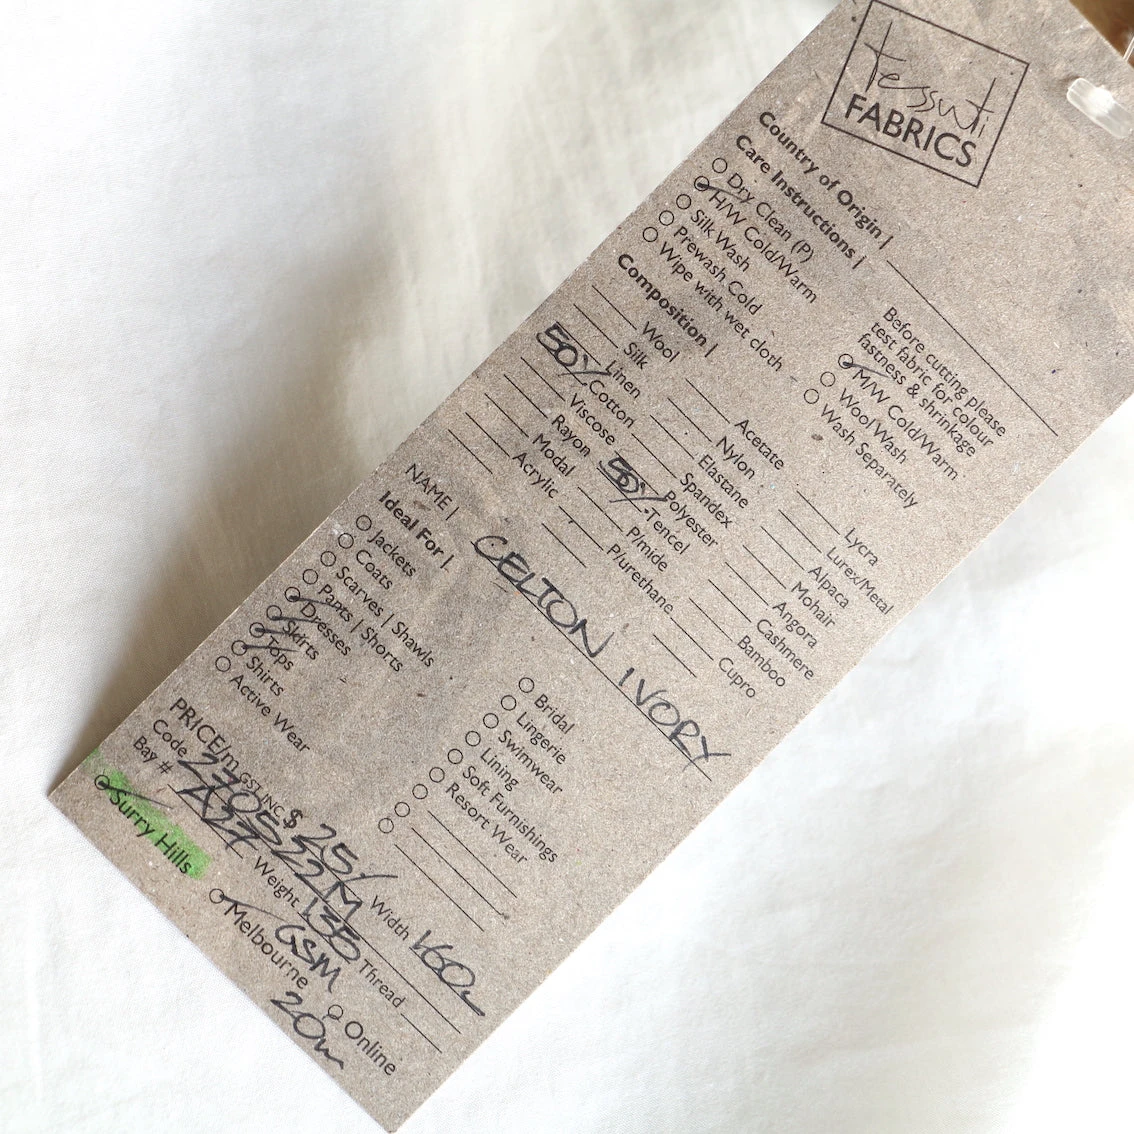 tessuti
FABRICS
Country of Origin |
Care Instructions |
Dry Clean (P)
H/W Cold/Warm
Silk Wash
Prewash Cold
Wipe with wet cloth
Before cutting please
test fabric for colour
fastness & shrinkage
M/W Cold/Warm
Wool/Wash
Wash Separately
Composition |
Wool
Silk
Linen
50% Cotton
Viscose
Rayon
Modal
Acrylic
Acetate
Nylon
Elastane
Spandex
Polyester
50% Tencel
P/mide
P/urethane
Lycra
Lurex/Metal
Alpaca
Mohair
Angora
Cashmere
Bamboo
Cupro
NAME | CELTON IVORY
Ideal For |
Jackets
Coats
Scarves | Shawls
Pants | Shorts
Dresses
Skirts
Tops
Shirts
Active Wear
Bridal
Lingerie
Swimwear
Lining
Soft Furnishings
Resort Wear
PRICE/m GST INC $ 25/ Width 160
Code Weight 135 GSM Thread
Bay # A27
Surry Hills
Melbourne 20m
Online